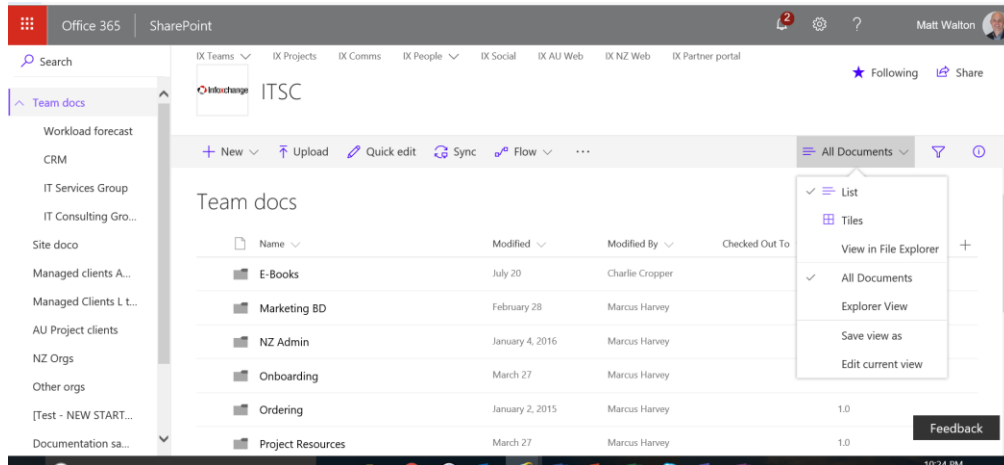 Office 365 SharePoint 2 ? Matt Walton
Search
Team docs
Workload forecast
CRM
IT Services Group
IT Consulting Gro...
Site doco
Managed clients A...
Managed Clients L t...
AU Project clients
NZ Orgs
Other orgs
[Test - NEW START...
Documentation sa...
IX Teams IX Projects IX Comms IX People IX Social IX AU Web IX NZ Web IX Partner portal
Infoxchange ITSC
Following Share
+ New Upload Quick edit Sync Flow ... All Documents
Team docs
Name Modified Modified By Checked Out To +
E-Books July 20 Charlie Cropper
Marketing BD February 28 Marcus Harvey
NZ Admin January 4, 2016 Marcus Harvey
Onboarding March 27 Marcus Harvey
Ordering January 2, 2015 Marcus Harvey 1.0
Project Resources March 27 Marcus Harvey 1.0
List
Tiles
View in File Explorer
All Documents
Explorer View
Save view as
Edit current view
Feedback
10:24 PM